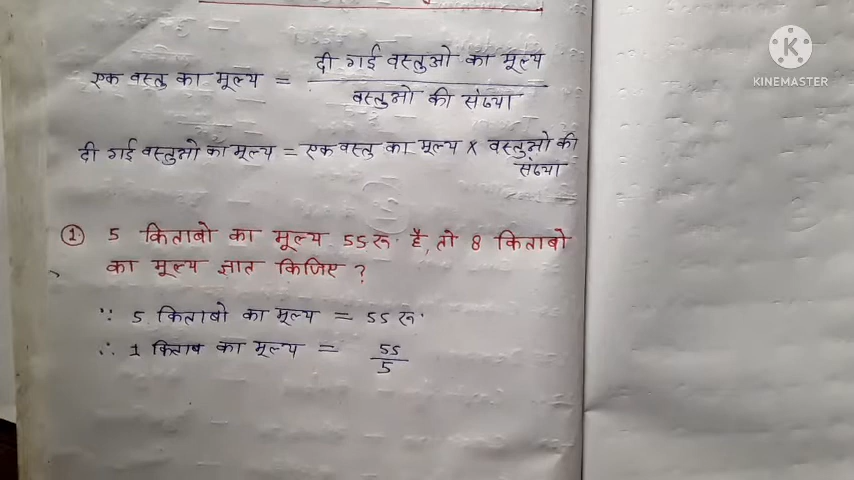 KINEMASTER
दी गई वस्तुओ का मूल्य
एक वस्तु का मूल्य =
वस्तुओ की संख्या
दी गई वस्तुओ का मूल्य = एक वस्तु का मूल्य × वस्तुओ की
संख्या
① 5 किताबो का मूल्य 55 रू॰ है, तो 8 किताबो
का मूल्य ज्ञात किजिए ?
∵ 5 किताबो का मूल्य = 55 रू॰
∴ 1 किताब का मूल्य = 55
5